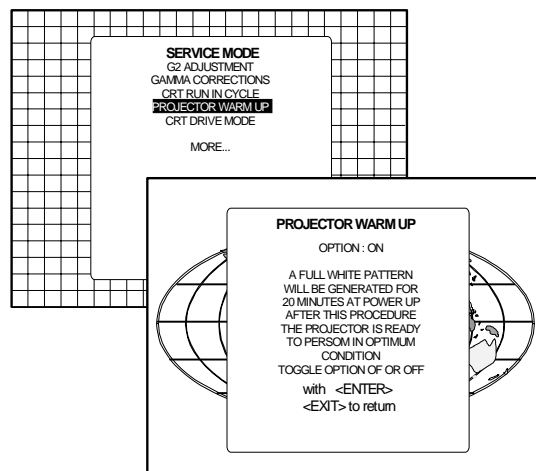 SERVICE MODE
G2 ADJUSTMENT
GAMMA CORRECTIONS
CRT RUN IN CYCLE
PROJECTOR WARM UP
CRT DRIVE MODE
MORE...
PROJECTOR WARM UP
OPTION : ON
A FULL WHITE PATTERN
WILL BE GENERATED FOR
20 MINUTES AT POWER UP
AFTER THIS PROCEDURE
THE PROJECTOR IS READY
TO PERSOM IN OPTIMUM
CONDITION
TOGGLE OPTION OF OR OFF
with <ENTER>
<EXIT> to return